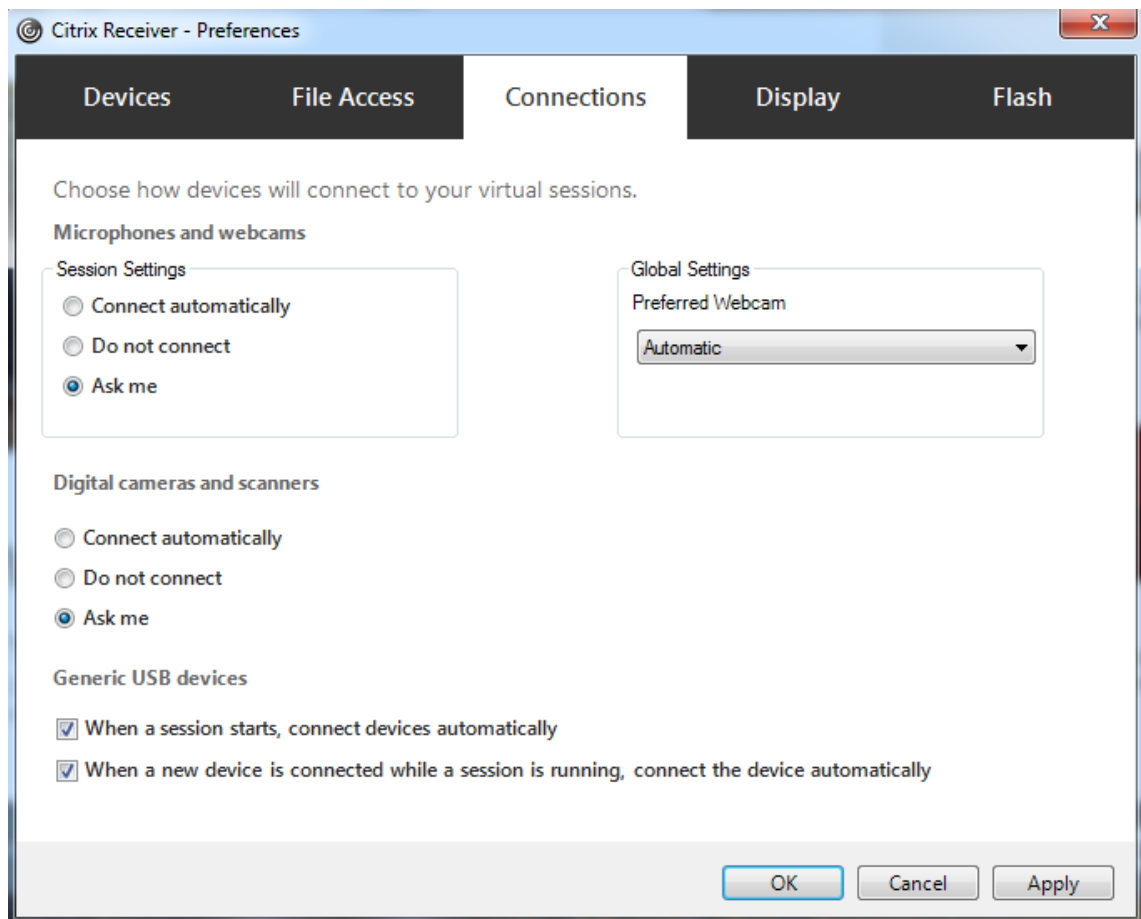 Citrix Receiver - Preferences
Devices
File Access
Connections
Display
Flash
Choose how devices will connect to your virtual sessions.
Microphones and webcams
Session Settings
Connect automatically
Do not connect
Ask me
Global Settings
Preferred Webcam
Automatic
Digital cameras and scanners
Connect automatically
Do not connect
Ask me
Generic USB devices
When a session starts, connect devices automatically
When a new device is connected while a session is running, connect the device automatically
OK
Cancel
Apply